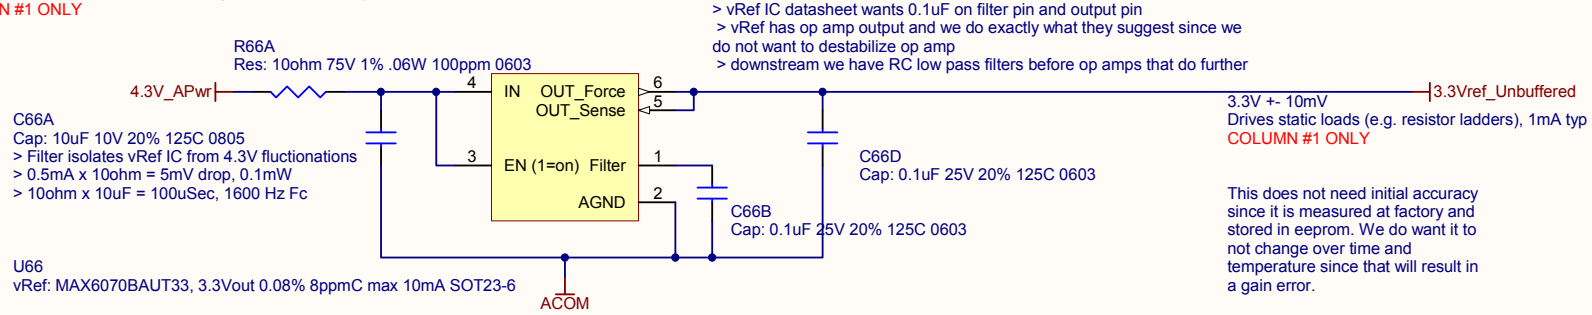 N #1 ONLY
> vRef IC datasheet wants 0.1uF on filter pin and output pin
> vRef has op amp output and we do exactly what they suggest since we
do not want to destabilize op amp
> downstream we have RC low pass filters before op amps that do further
R66A
Res: 10ohm 75V 1% .06W 100ppm 0603
4.3V_APwr
4
IN
OUT_Force
6
OUT_Sense
5
3
EN (1=on)
Filter
1
AGND
2
3.3Vref_Unbuffered
3.3V +- 10mV
Drives static loads (e.g. resistor ladders), 1mA typ
COLUMN #1 ONLY
C66A
Cap: 10uF 10V 20% 125C 0805
> Filter isolates vRef IC from 4.3V fluctionations
> 0.5mA x 10ohm = 5mV drop, 0.1mW
> 10ohm x 10uF = 100uSec, 1600 Hz Fc
C66D
Cap: 0.1uF 25V 20% 125C 0603
C66B
Cap: 0.1uF 25V 20% 125C 0603
This does not need initial accuracy
since it is measured at factory and
stored in eeprom. We do want it to
not change over time and
temperature since that will result in
a gain error.
U66
vRef: MAX6070BAUT33, 3.3Vout 0.08% 8ppmC max 10mA SOT23-6
ACOM